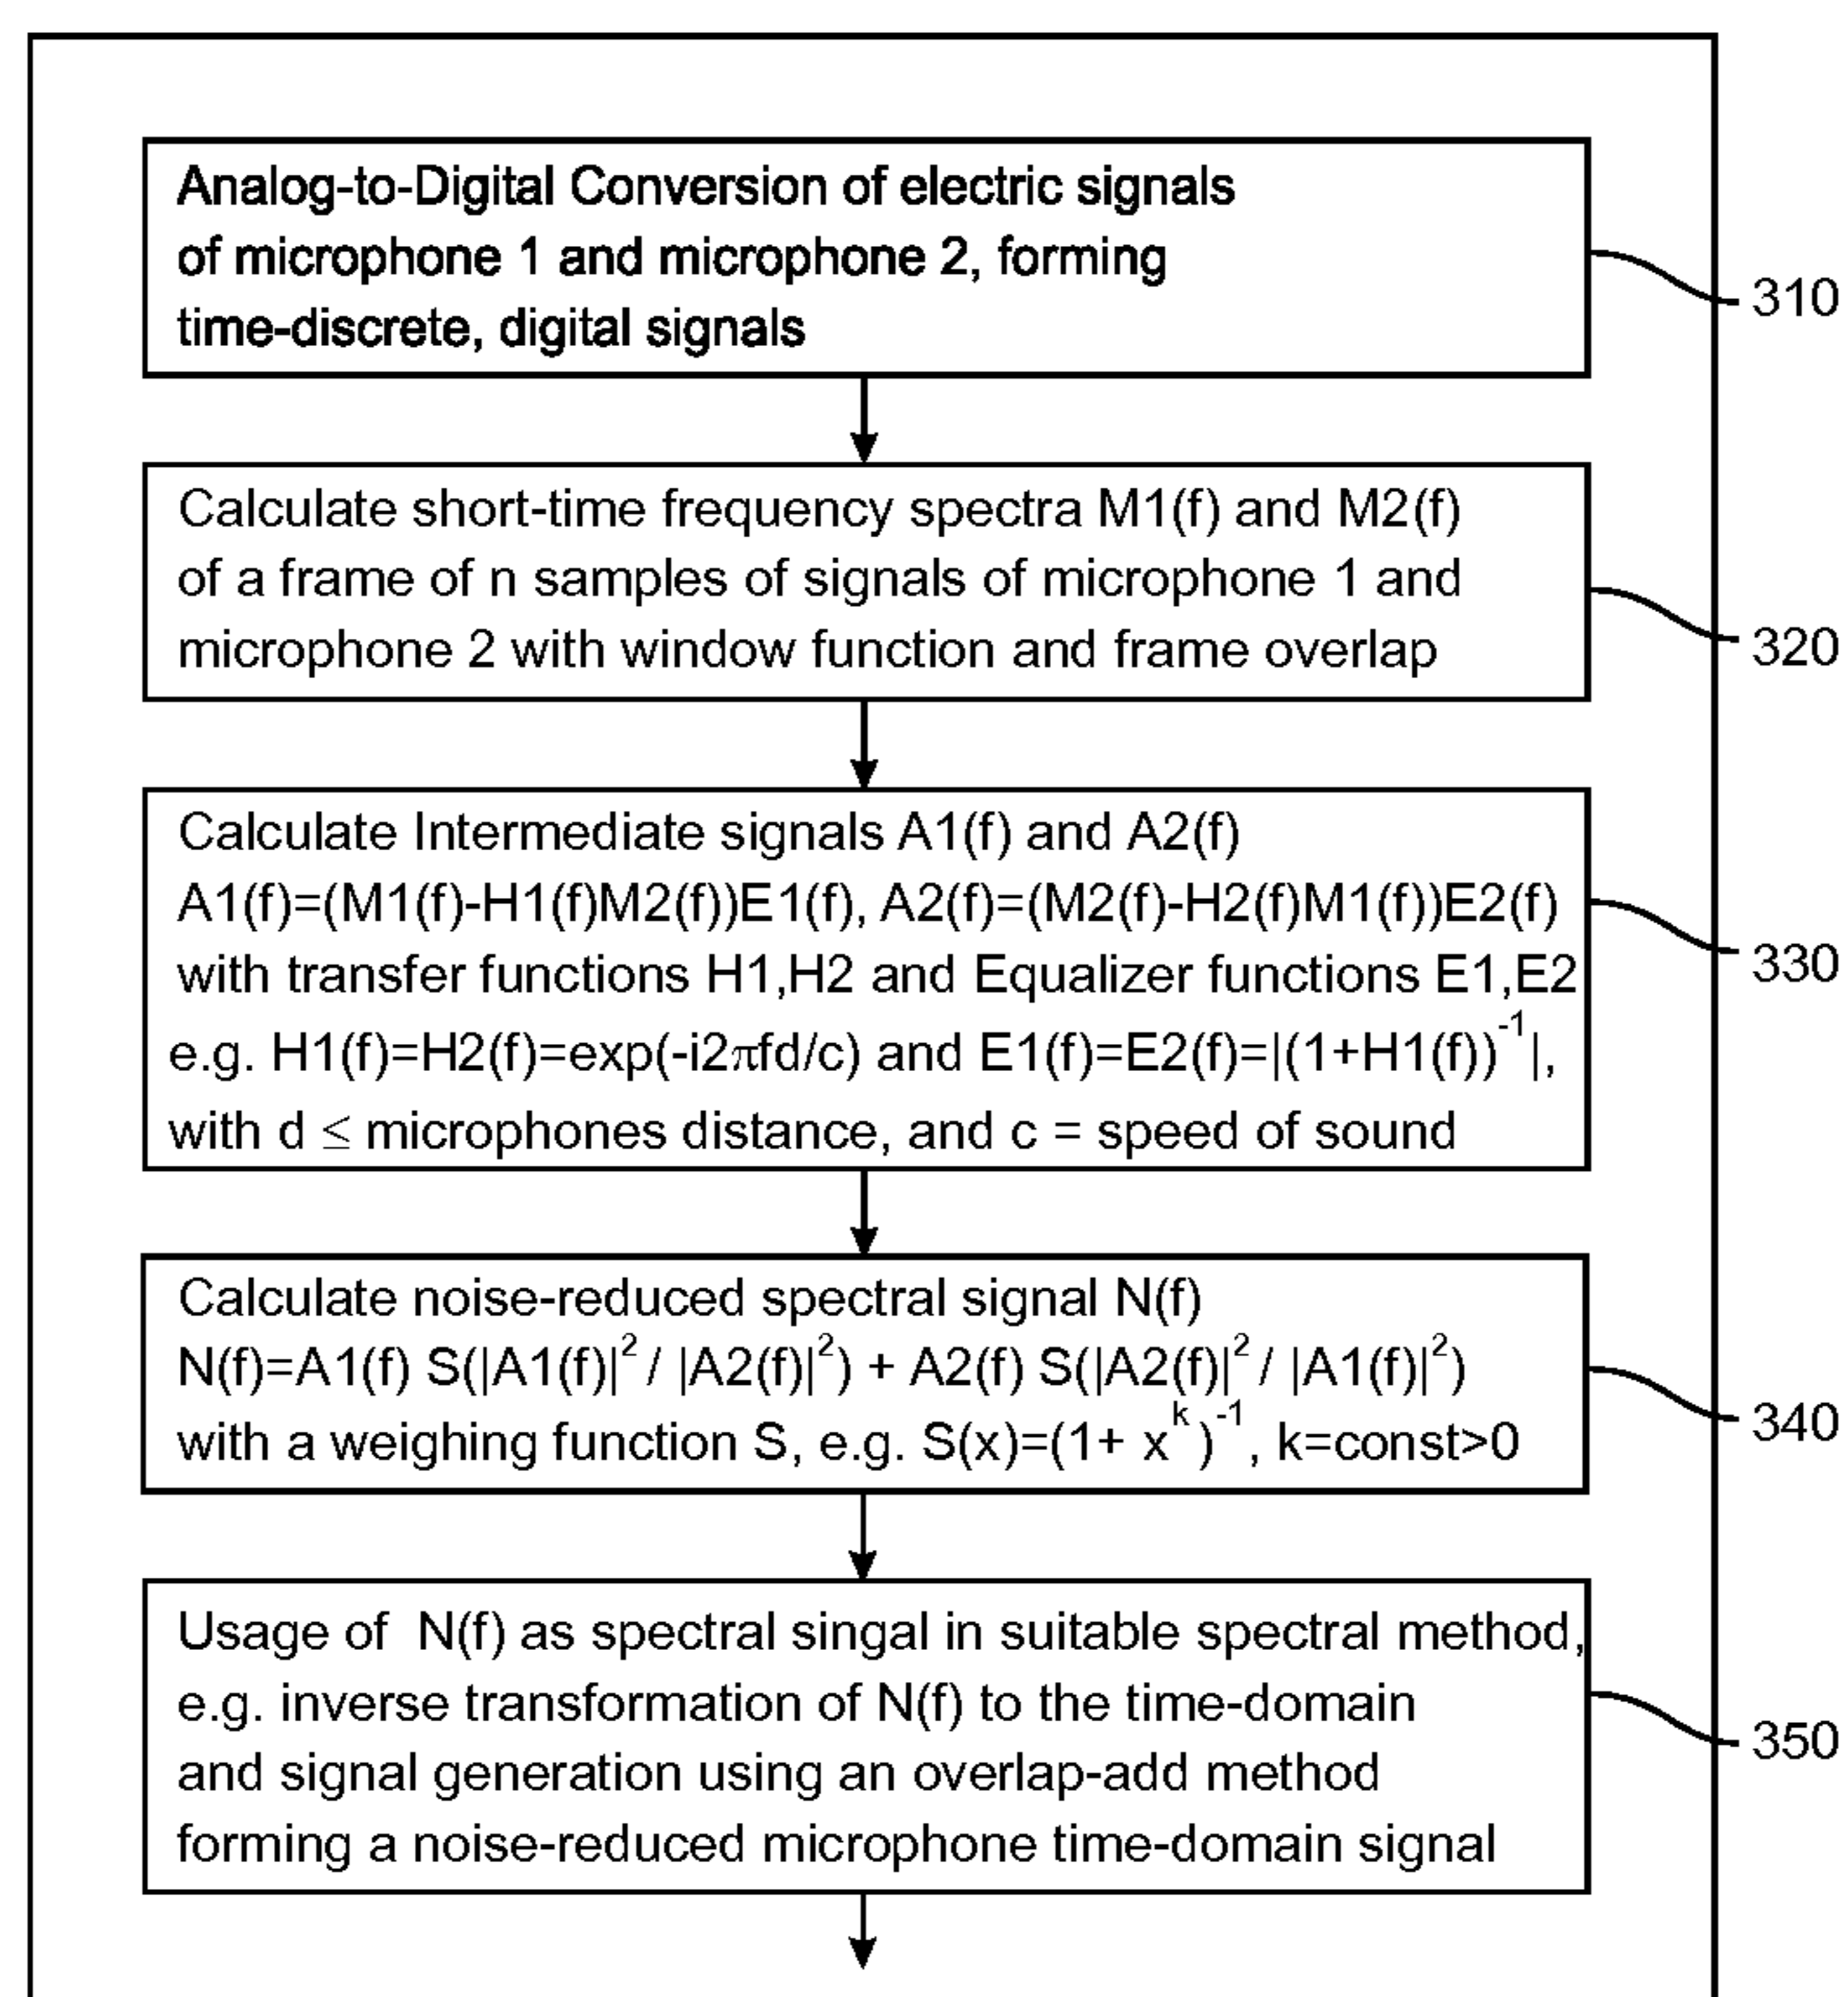 Analog-to-Digital Conversion of electric signals
of microphone 1 and microphone 2, forming
time-discrete, digital signals
310
Calculate short-time frequency spectra M1(f) and M2(f)
of a frame of n samples of signals of microphone 1 and
microphone 2 with window function and frame overlap
320
Calculate Intermediate signals A1(f) and A2(f)
A1(f)=(M1(f)-H1(f)M2(f))E1(f), A2(f)=(M2(f)-H2(f)M1(f))E2(f)
with transfer functions H1,H2 and Equalizer functions E1,E2
e.g. H1(f)=H2(f)=exp(-i2πfd/c) and E1(f)=E2(f)=|(1+H1(f))⁻¹|,
with d ≤ microphones distance, and c = speed of sound
330
Calculate noise-reduced spectral signal N(f)
N(f)=A1(f) S(|A1(f)|² / |A2(f)|²) + A2(f) S(|A2(f)|² / |A1(f)|²)
with a weighing function S, e.g. S(x)=(1+ xᵏ)⁻¹, k=const>0
340
Usage of N(f) as spectral singal in suitable spectral method,
e.g. inverse transformation of N(f) to the time-domain
and signal generation using an overlap-add method
forming a noise-reduced microphone time-domain signal
350